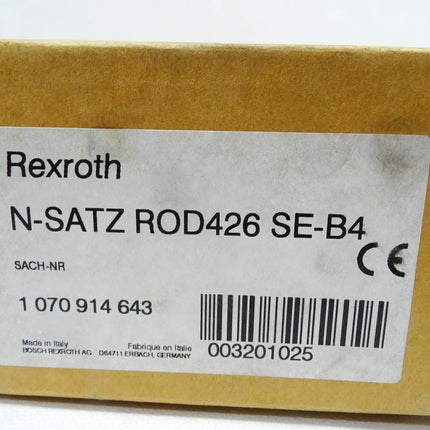 Rexroth
N-SATZ ROD426 SE-B4
CE
SACH-NR
1 070 914 643
Made in Italy Fabriqué en Italie
BOSCH REXROTH AG D64711 ERBACH, GERMANY
003201025